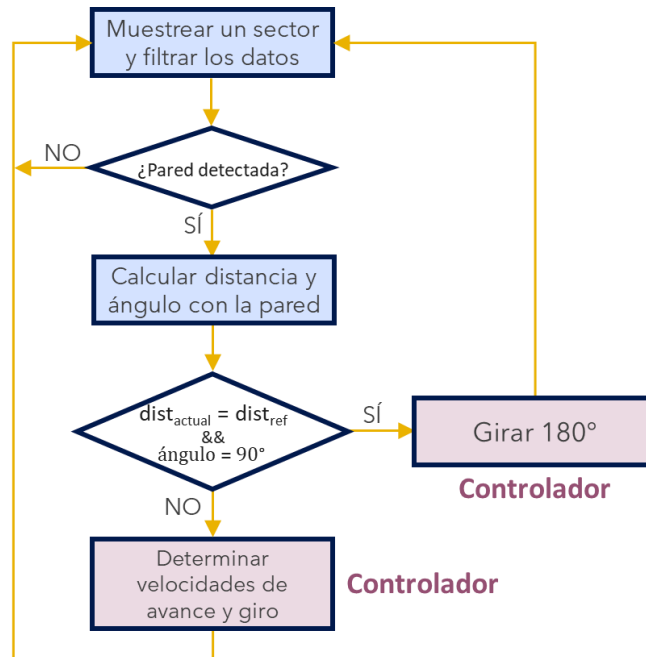 Muestrear un sector
y filtrar los datos
NO
¿Pared detectada?
SÍ
Calcular distancia y
ángulo con la pared
dist_actual = dist_ref
&&
ángulo = 90°
SÍ
Girar 180°
Controlador
NO
Determinar
velocidades de
avance y giro
Controlador